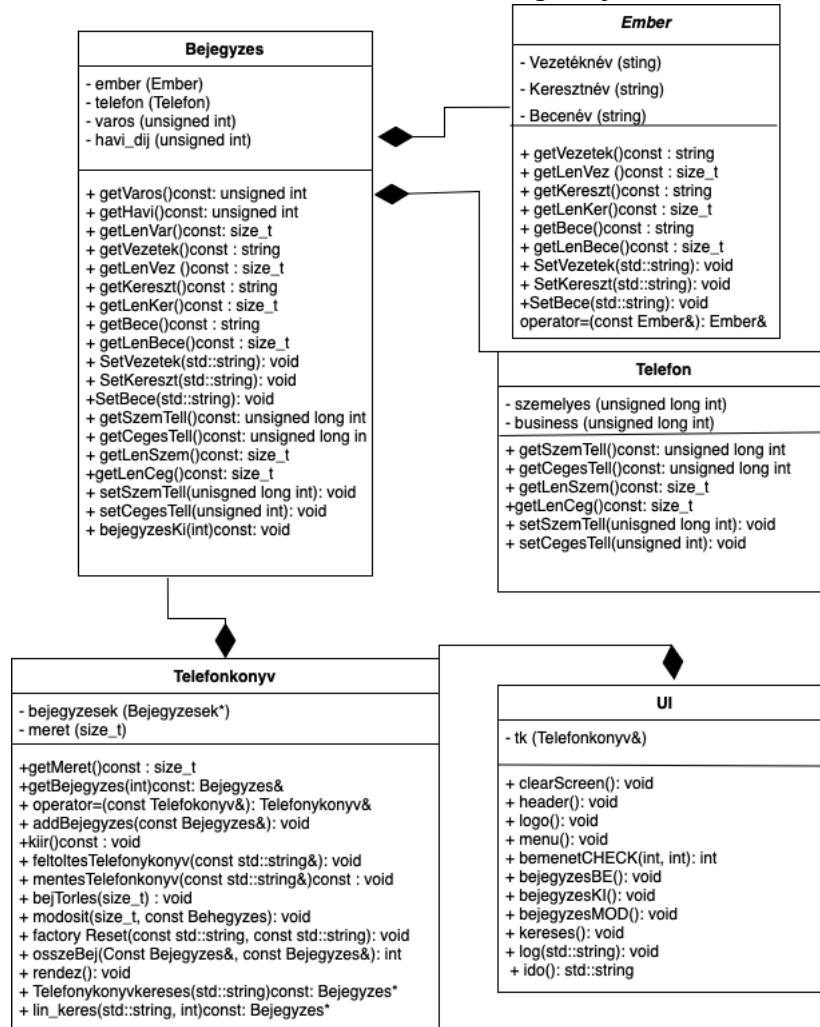 Bejegyzes
- ember (Ember)
- telefon (Telefon)
- varos (unsigned int)
- havi_dij (unsigned int)
+ getVaros()const: unsigned int
+ getHavi()const: unsigned int
+ getLenVar()const: size_t
+ getVezetek()const : string
+ getLenVez ()const : size_t
+ getKereszt()const : string
+ getLenKer()const : size_t
+ getBece()const : string
+ getLenBece()const : size_t
+ SetVezetek(std::string): void
+ SetKereszt(std::string): void
+SetBece(std::string): void
+ getSzemTell()const: unsigned long int
+ getCegesTell()const: unsigned long in
+ getLenSzem()const: size_t
+getLenCeg()const: size_t
+ setSzemTell(unisgned long int): void
+ setCegesTell(unsigned int): void
+ bejegyzesKi(int)const: void
Ember
- Vezetéknév (sting)
- Keresztnév (string)
- Becenév (string)
+ getVezetek()const : string
+ getLenVez ()const : size_t
+ getKereszt()const : string
+ getLenKer()const : size_t
+ getBece()const : string
+ getLenBece()const : size_t
+ SetVezetek(std::string): void
+ SetKereszt(std::string): void
+SetBece(std::string): void
operator=(const Ember&): Ember&
Telefon
- szemelyes (unsigned long int)
- business (unsigned long int)
+ getSzemTell()const: unsigned long int
+ getCegesTell()const: unsigned long int
+ getLenSzem()const: size_t
+getLenCeg()const: size_t
+ setSzemTell(unisgned long int): void
+ setCegesTell(unsigned int): void
Telefonkonyv
- bejegyzesek (Bejegyzesek*)
- meret (size_t)
+getMeret()const : size_t
+getBejegyzes(int)const: Bejegyzes&
+ operator=(const Telefokonyv&): Telefonykonyv&
+ addBejegyzes(const Bejegyzes&): void
+kiir()const : void
+ feltoltesTelefonykonyv(const std::string&): void
+ mentesTelefonkonyv(const std::string&)const : void
+ bejTorles(size_t) : void
+ modosit(size_t, const Behegyzes): void
+ factory Reset(const std::string, const std::string): void
+ osszeBej(Const Bejegyzes&, const Bejegyzes&): int
+ rendez(): void
+ Telefonykonyvkereses(std::string)const: Bejegyzes*
+ lin_keres(std::string, int)const: Bejegyzes*
UI
- tk (Telefonkonyv&)
+ clearScreen(): void
+ header(): void
+ logo(): void
+ menu(): void
+ bemenetCHECK(int, int): int
+ bejegyzesBE(): void
+ bejegyzesKI(): void
+ bejegyzesMOD(): void
+ kereses(): void
+ log(std::string): void
+ ido(): std::string